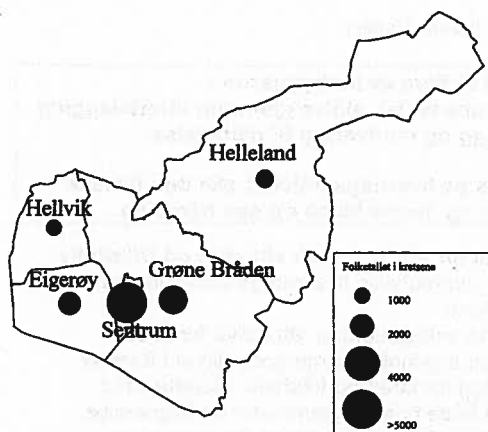 Helleland
Hellvik
Grøne Bråden
Eigerøy
Sentrum
Folketallet i kretsene
1000
2000
4000
>5000